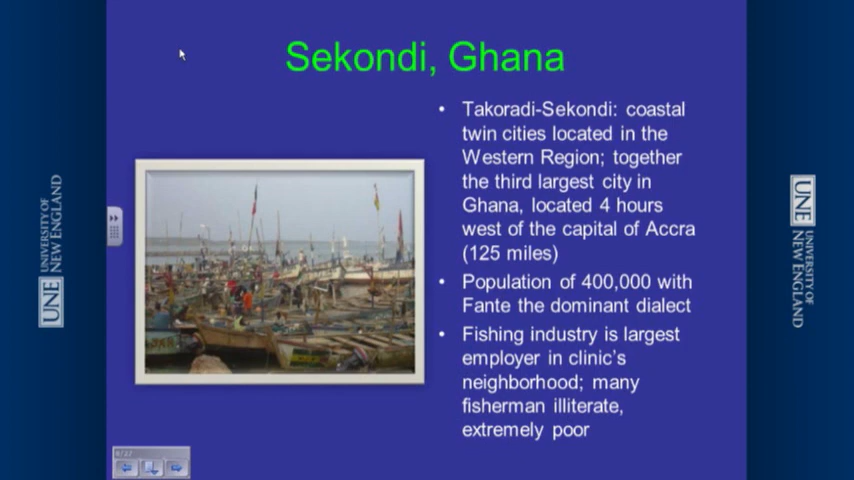 Sekondi, Ghana
• Takoradi-Sekondi: coastal
twin cities located in the
Western Region; together
the third largest city in
Ghana, located 4 hours
west of the capital of Accra
(125 miles)
• Population of 400,000 with
Fante the dominant dialect
• Fishing industry is largest
employer in clinic's
neighborhood; many
fisherman illiterate,
extremely poor
UNE
UNIVERSITY OF
NEW ENGLAND
UNE
UNIVERSITY OF
NEW ENGLAND